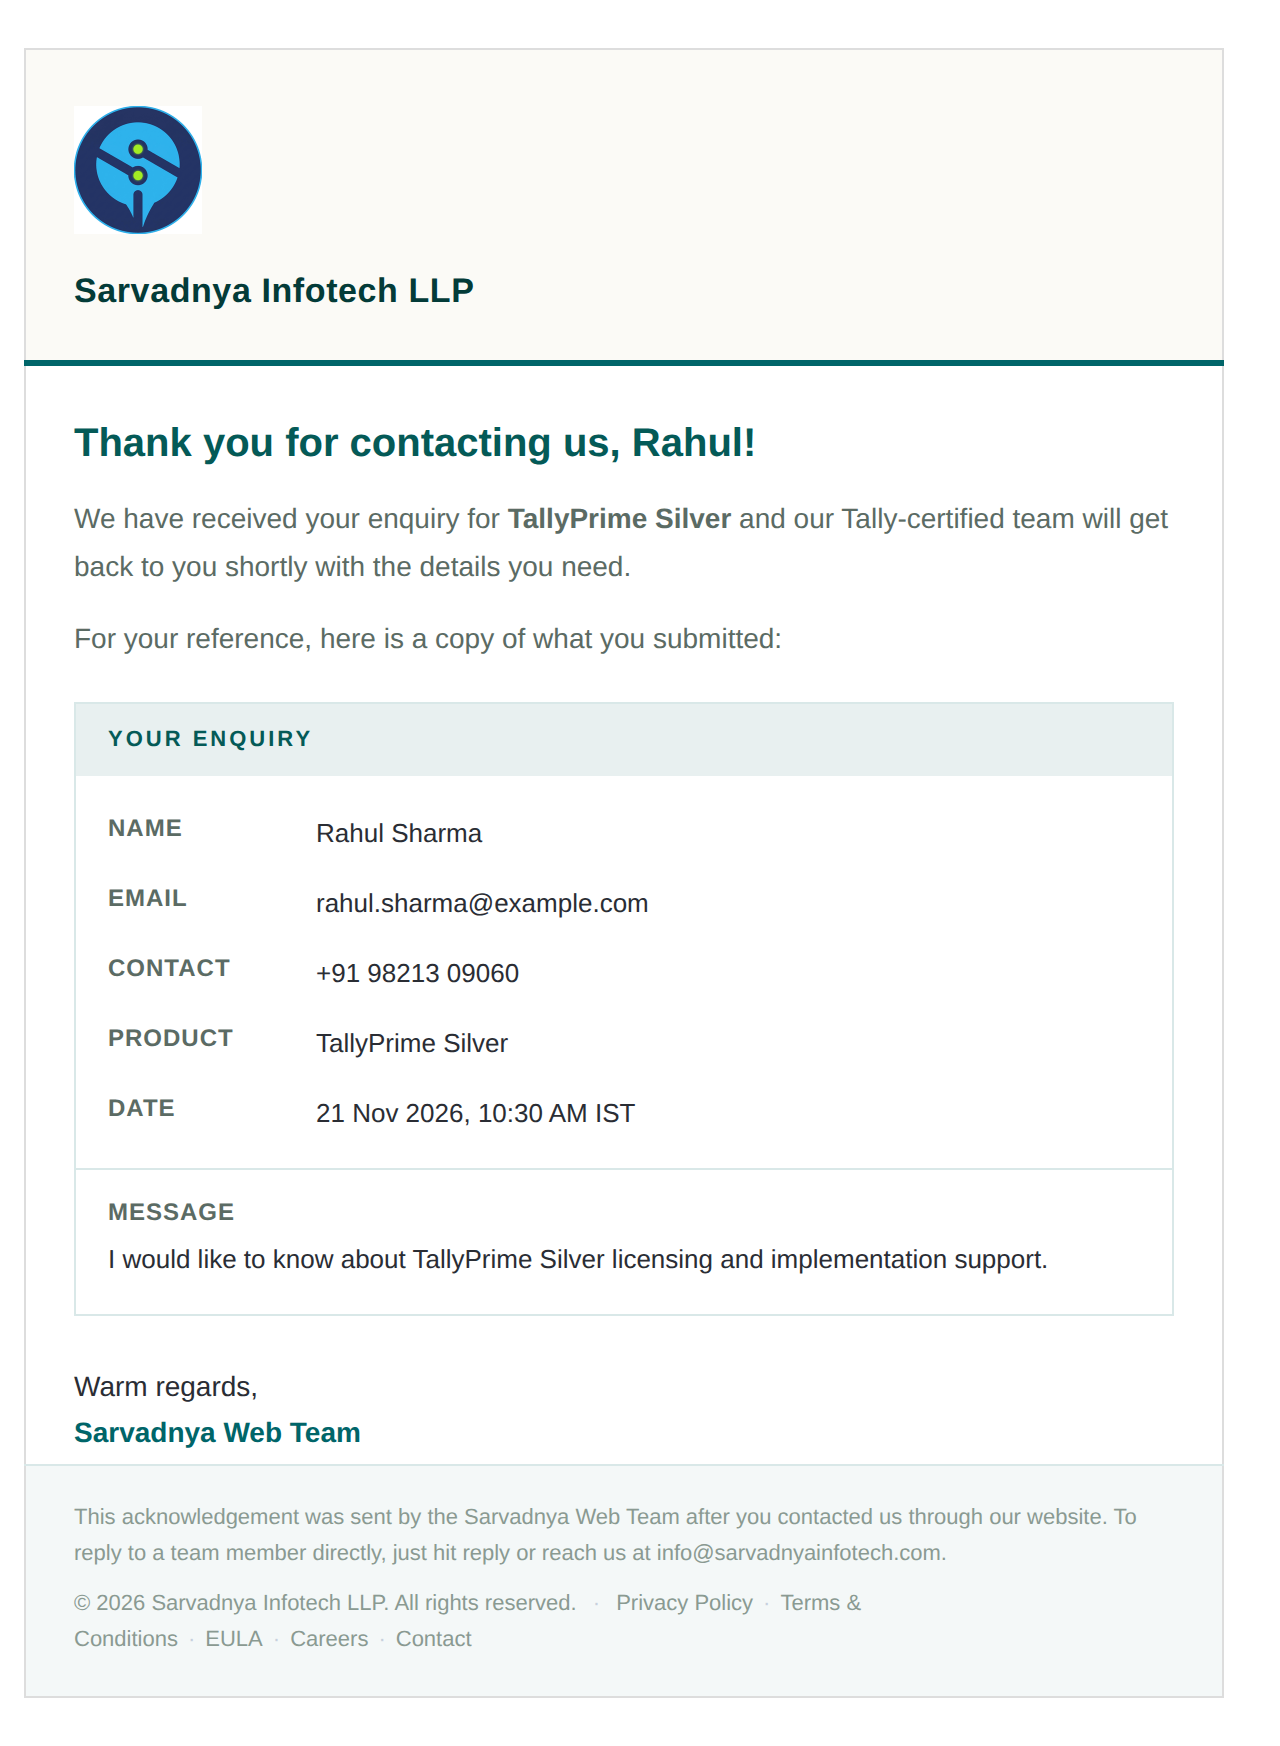 Sarvadnya Infotech LLP
Thank you for contacting us, Rahul!
We have received your enquiry for TallyPrime Silver and our Tally-certified team will get
back to you shortly with the details you need.
For your reference, here is a copy of what you submitted:
YOUR ENQUIRY
NAME Rahul Sharma
EMAIL rahul.sharma@example.com
CONTACT +91 98213 09060
PRODUCT TallyPrime Silver
DATE 21 Nov 2026, 10:30 AM IST
MESSAGE
I would like to know about TallyPrime Silver licensing and implementation support.
Warm regards,
Sarvadnya Web Team
This acknowledgement was sent by the Sarvadnya Web Team after you contacted us through our website. To
reply to a team member directly, just hit reply or reach us at info@sarvadnyainfotech.com.
© 2026 Sarvadnya Infotech LLP. All rights reserved. · Privacy Policy · Terms &
Conditions · EULA · Careers · Contact